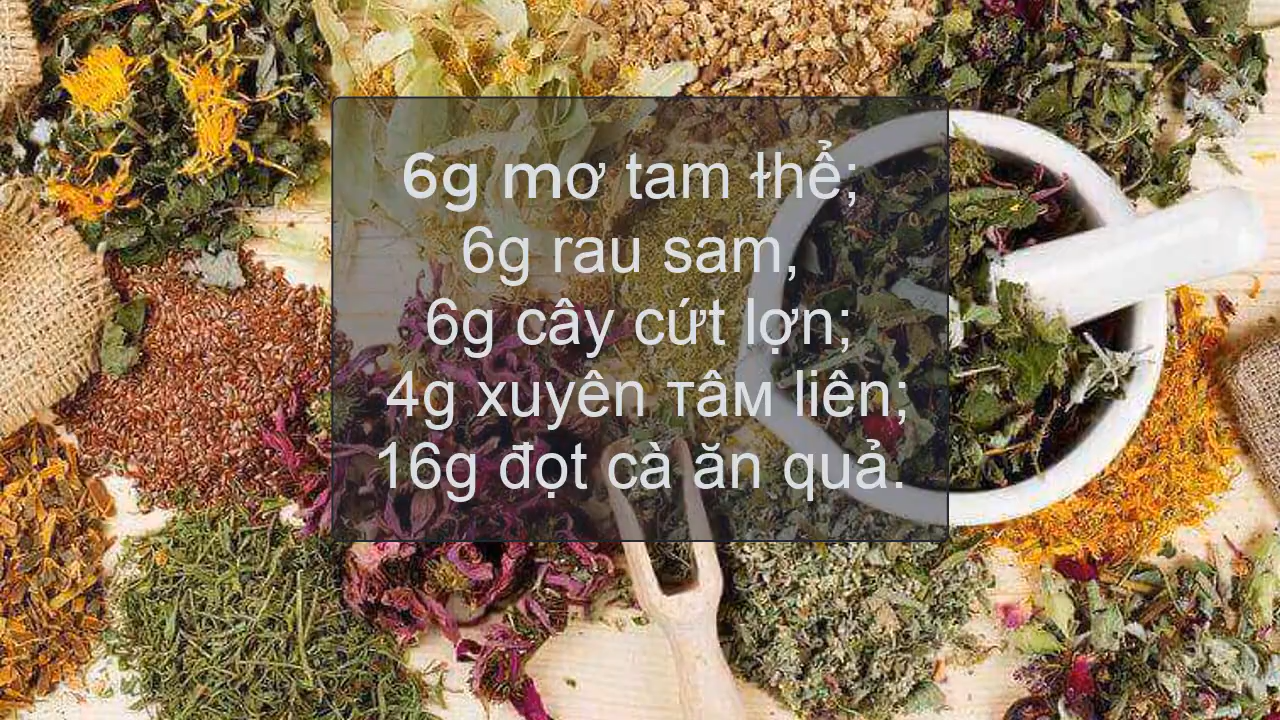 6g mơ tam ɫhể;
6g rau sam,
6g cây cứt lợn;
4g xuyên тâм liên;
16g đọt cà ăn quả.